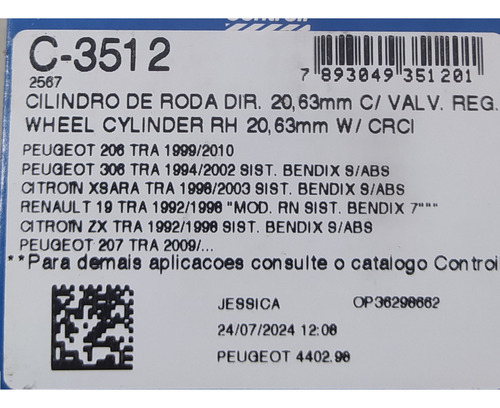 Controil
C-3512
2567
7 893049 351201
CILINDRO DE RODA DIR. 20,63mm C/ VALV. REG.
WHEEL CYLINDER RH 20,63mm W/ CRCI
PEUGEOT 206 TRA 1999/2010
PEUGEOT 306 TRA 1994/2002 SIST. BENDIX S/ABS
CITROIN XSARA TRA 1998/2003 SIST. BENDIX S/ABS
RENAULT 19 TRA 1992/1998 "MOD. RN SIST. BENDIX 7"""
CITROIN ZX TRA 1992/1998 SIST. BENDIX S/ABS
PEUGEOT 207 TRA 2009/...
**Para demais aplicacoes consulte o catalogo Controi
JESSICA OP36298662
24/07/2024 12:08
PEUGEOT 4402.98